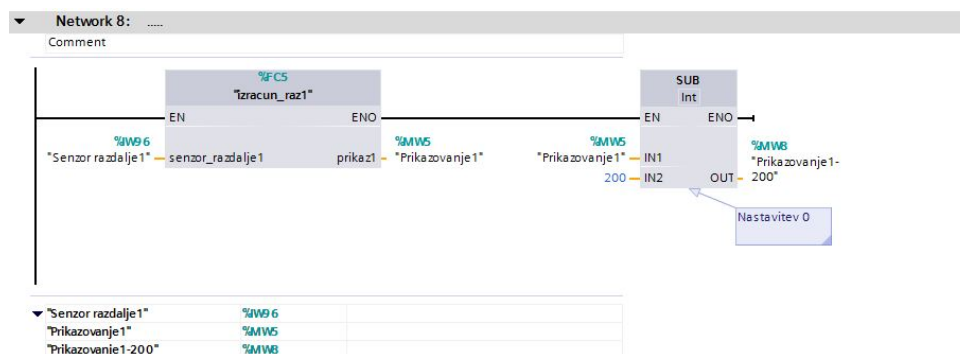 Network 8: .....
Comment
%FC5
"izracun_raz1"
EN ENO
%IW96
"Senzor razdalje1" senzor_razdalje1 prikaz1 %MW5 "Prikazovanje1"
SUB
Int
EN ENO
%MW5
"Prikazovanje1" IN1
200 IN2 OUT
%MW8
"Prikazovanje1-
200"
Nastavitev 0
"Senzor razdalje1" %IW96
"Prikazovanje1" %MW5
"Prikazovanje1-200" %MW8